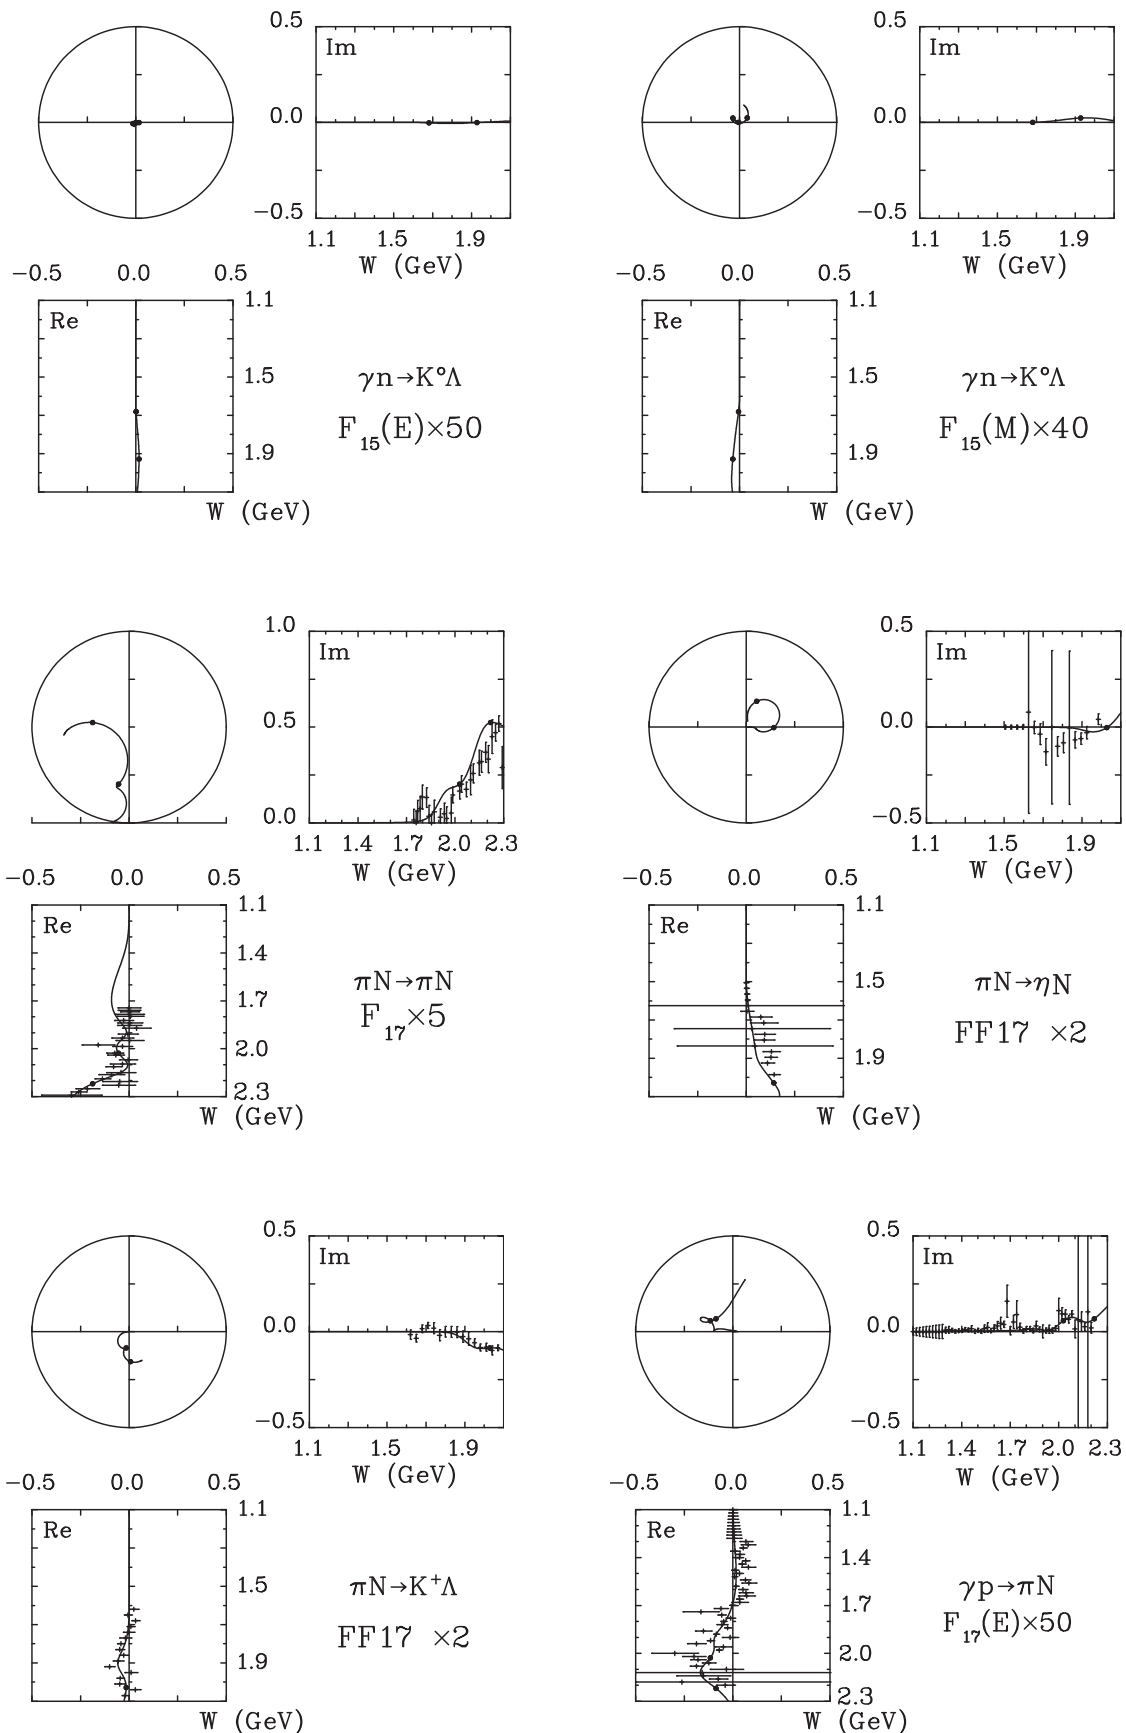 0.5
Im
0.0
−0.5
1.1 1.5 1.9
W (GeV)
−0.5 0.0 0.5
Re
1.1
1.5
1.9
W (GeV)
γn→K°Λ
F₁₅(E)×50
0.5
Im
0.0
−0.5
1.1 1.5 1.9
W (GeV)
−0.5 0.0 0.5
Re
1.1
1.5
1.9
W (GeV)
γn→K°Λ
F₁₅(M)×40
1.0
Im
0.5
0.0
1.1 1.4 1.7 2.0 2.3
W (GeV)
−0.5 0.0 0.5
Re
1.1
1.4
1.7
2.0
2.3
W (GeV)
πN→πN
F₁₇×5
0.5
Im
0.0
−0.5
1.5 1.9
1.1
W (GeV)
−0.5 0.0 0.5
Re
1.1
1.5
1.9
W (GeV)
πN→ηN
FF17 ×2
0.5
Im
0.0
−0.5
1.1 1.5 1.9
W (GeV)
−0.5 0.0 0.5
Re
1.1
1.5
1.9
W (GeV)
πN→K⁺Λ
FF17 ×2
0.5
Im
0.0
−0.5
1.1 1.4 1.7 2.0 2.3
W (GeV)
−0.5 0.0 0.5
Re
1.1
1.4
1.7
2.0
2.3
W (GeV)
γp→πN
F₁₇(E)×50